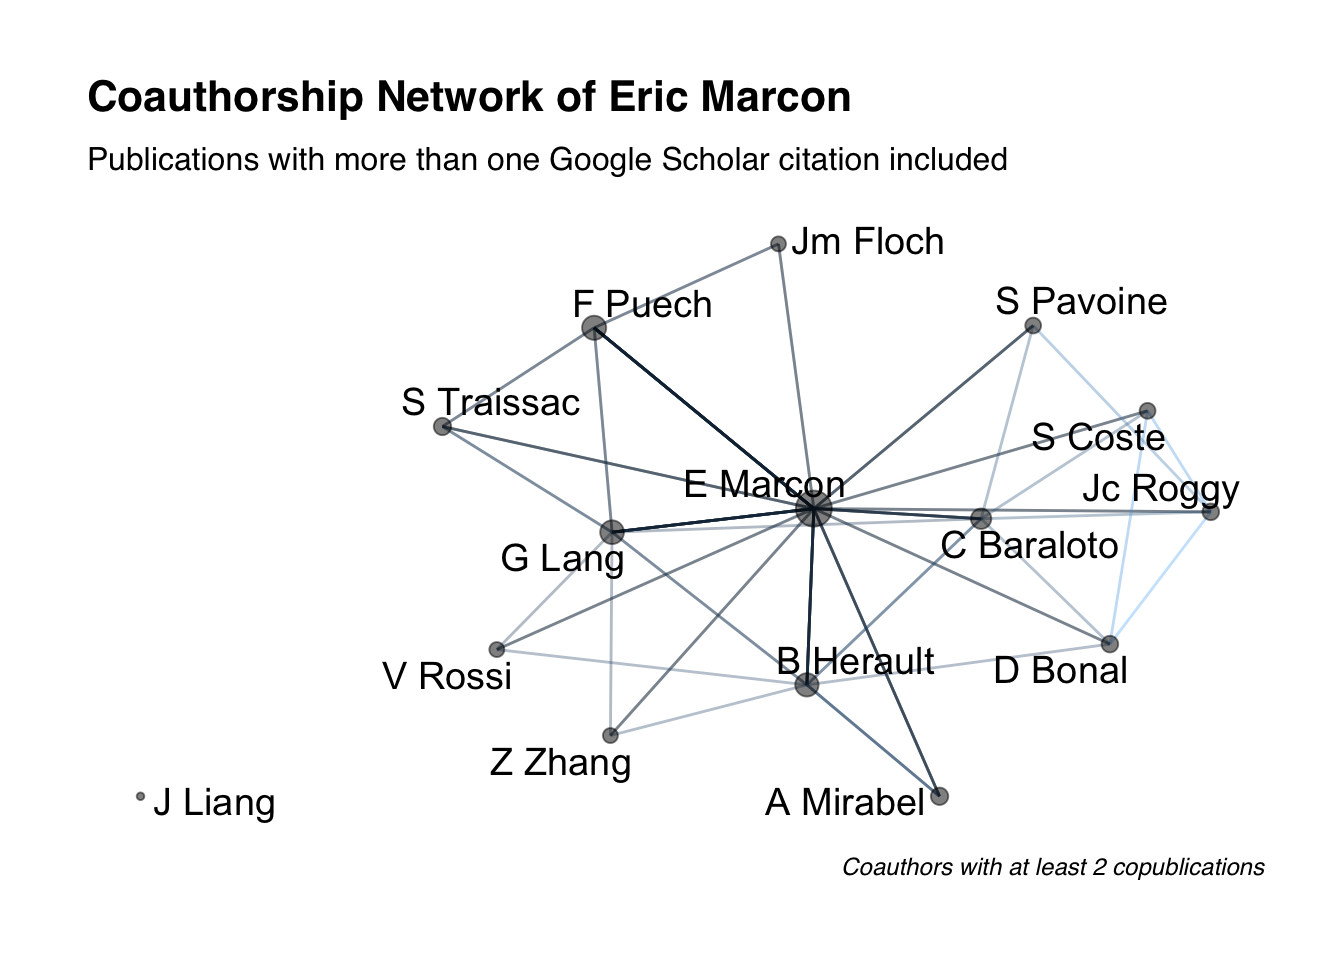 Coauthorship Network of Eric Marcon
Publications with more than one Google Scholar citation included
Jm Floch
F Puech
S Pavoine
S Traissac
S Coste
E Marcon
Jc Roggy
G Lang
C Baraloto
B Herault
D Bonal
V Rossi
Z Zhang
J Liang
A Mirabel
Coauthors with at least 2 copublications